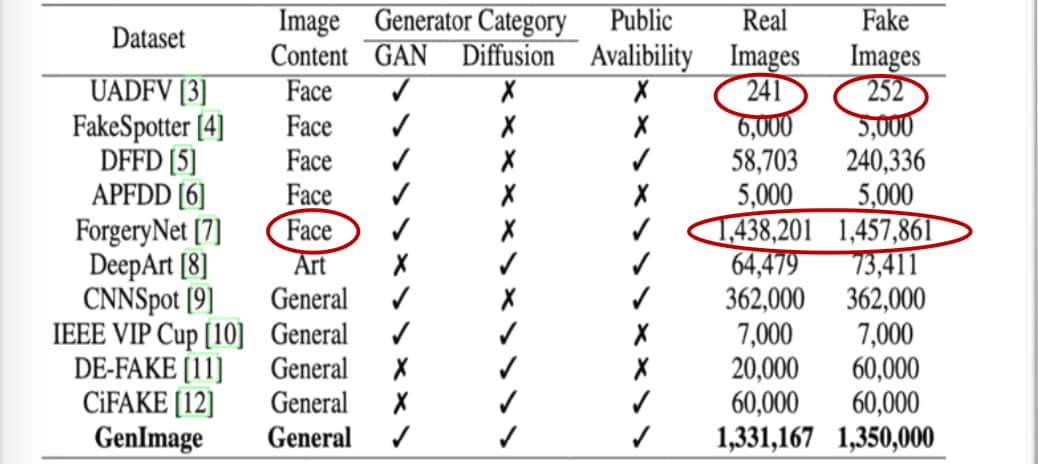 Dataset Image Content Generator Category Public Avalibility Real Images Fake Images
GAN Diffusion
UADFV [3] Face ✓ ✗ ✗ 241 252
FakeSpotter [4] Face ✓ ✗ ✗ 6,000 5,000
DFFD [5] Face ✓ ✗ ✓ 58,703 240,336
APFDD [6] Face ✓ ✗ ✗ 5,000 5,000
ForgeryNet [7] Face ✓ ✗ ✓ 1,438,201 1,457,861
DeepArt [8] Art ✗ ✓ ✓ 64,479 73,411
CNNSpot [9] General ✓ ✗ ✓ 362,000 362,000
IEEE VIP Cup [10] General ✓ ✓ ✗ 7,000 7,000
DE-FAKE [11] General ✗ ✓ ✗ 20,000 60,000
CiFAKE [12] General ✗ ✓ ✓ 60,000 60,000
GenImage General ✓ ✓ ✓ 1,331,167 1,350,000